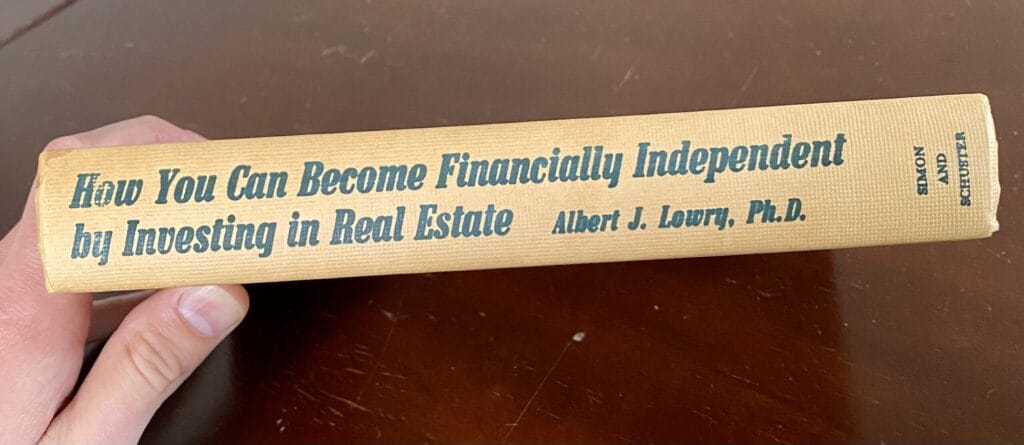 How You Can Become Financially Independent
by Investing in Real Estate
Albert J. Lowry, Ph.D.
SIMON
AND
SCHUSTER